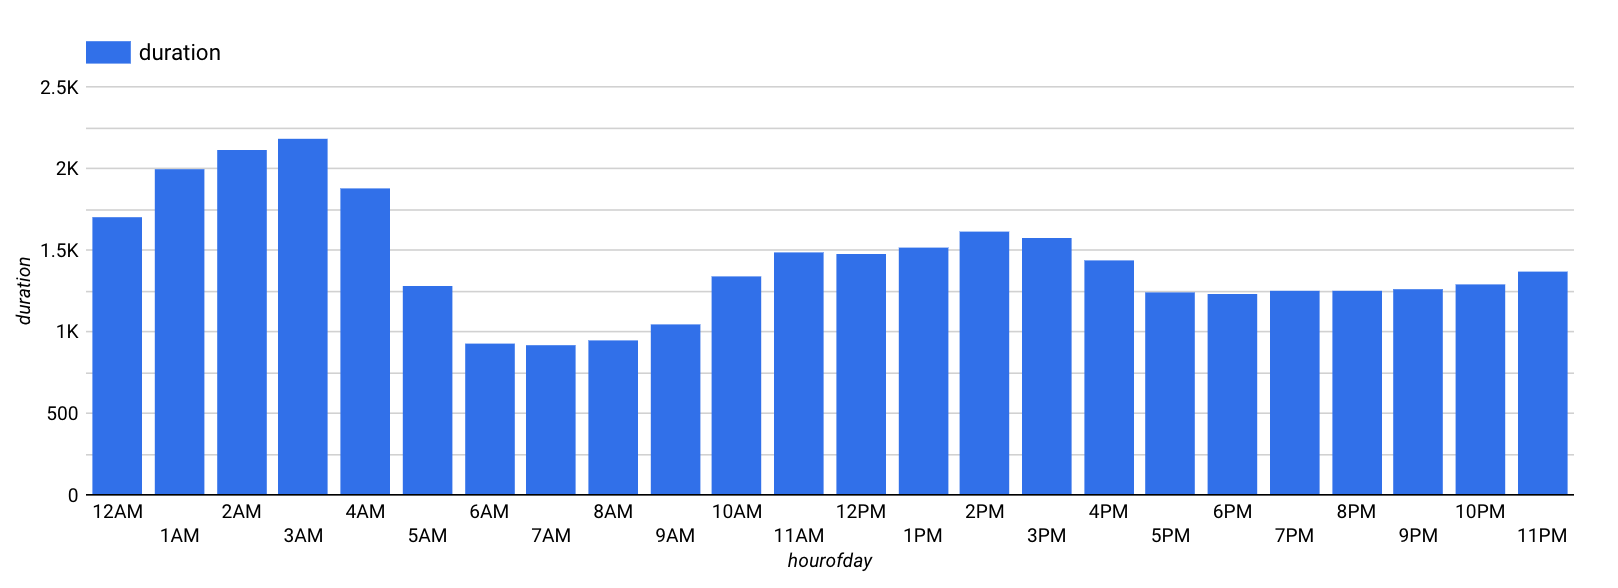 duration
2.5K
2K
1.5K
1K
500
0
duration
12AM 2AM 4AM 6AM 8AM 10AM 12PM 2PM 4PM 6PM 8PM 10PM
1AM 3AM 5AM 7AM 9AM 11AM 1PM 3PM 5PM 7PM 9PM 11PM
hourofday